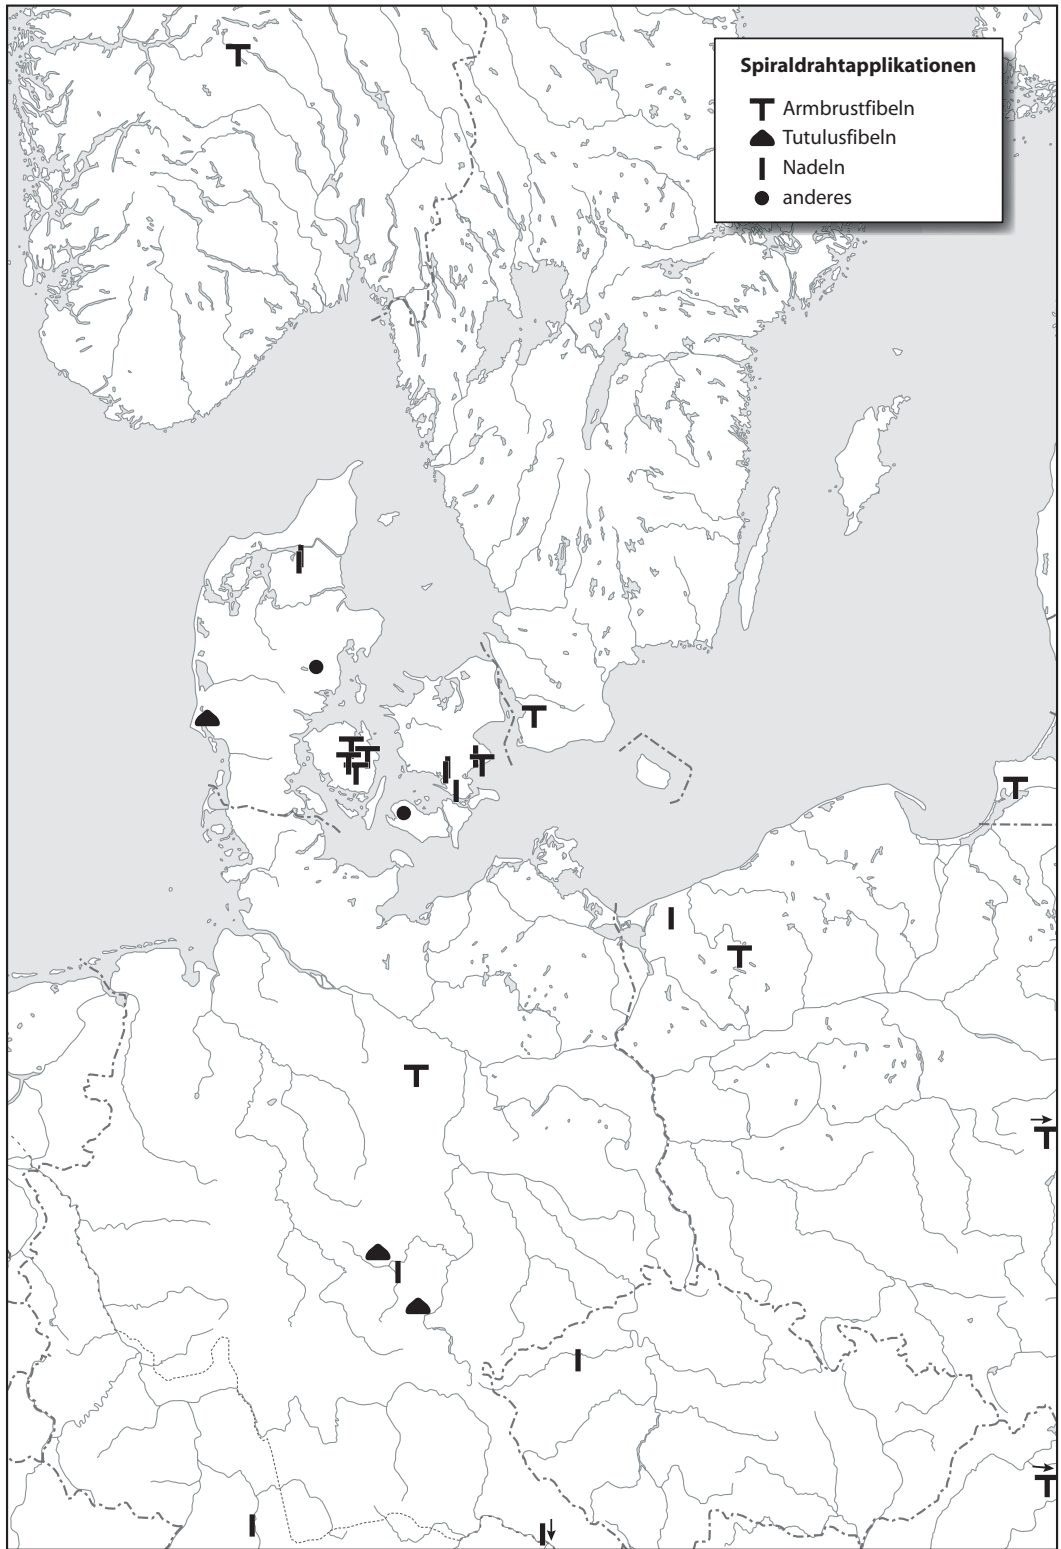 Spiraldrahtapplikationen
Armbrustfibeln
Tutulusfibeln
Nadeln
anderes